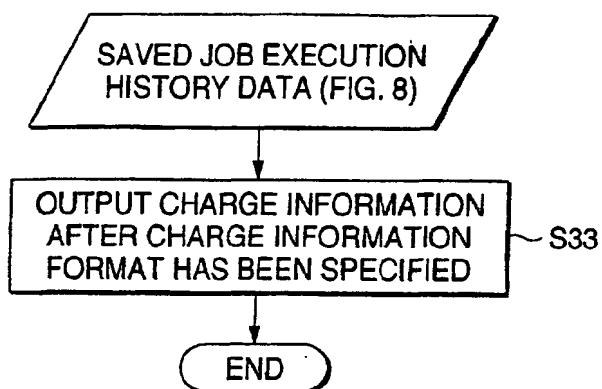 SAVED JOB EXECUTION
HISTORY DATA (FIG. 8)
OUTPUT CHARGE INFORMATION
AFTER CHARGE INFORMATION
FORMAT HAS BEEN SPECIFIED
S33
END